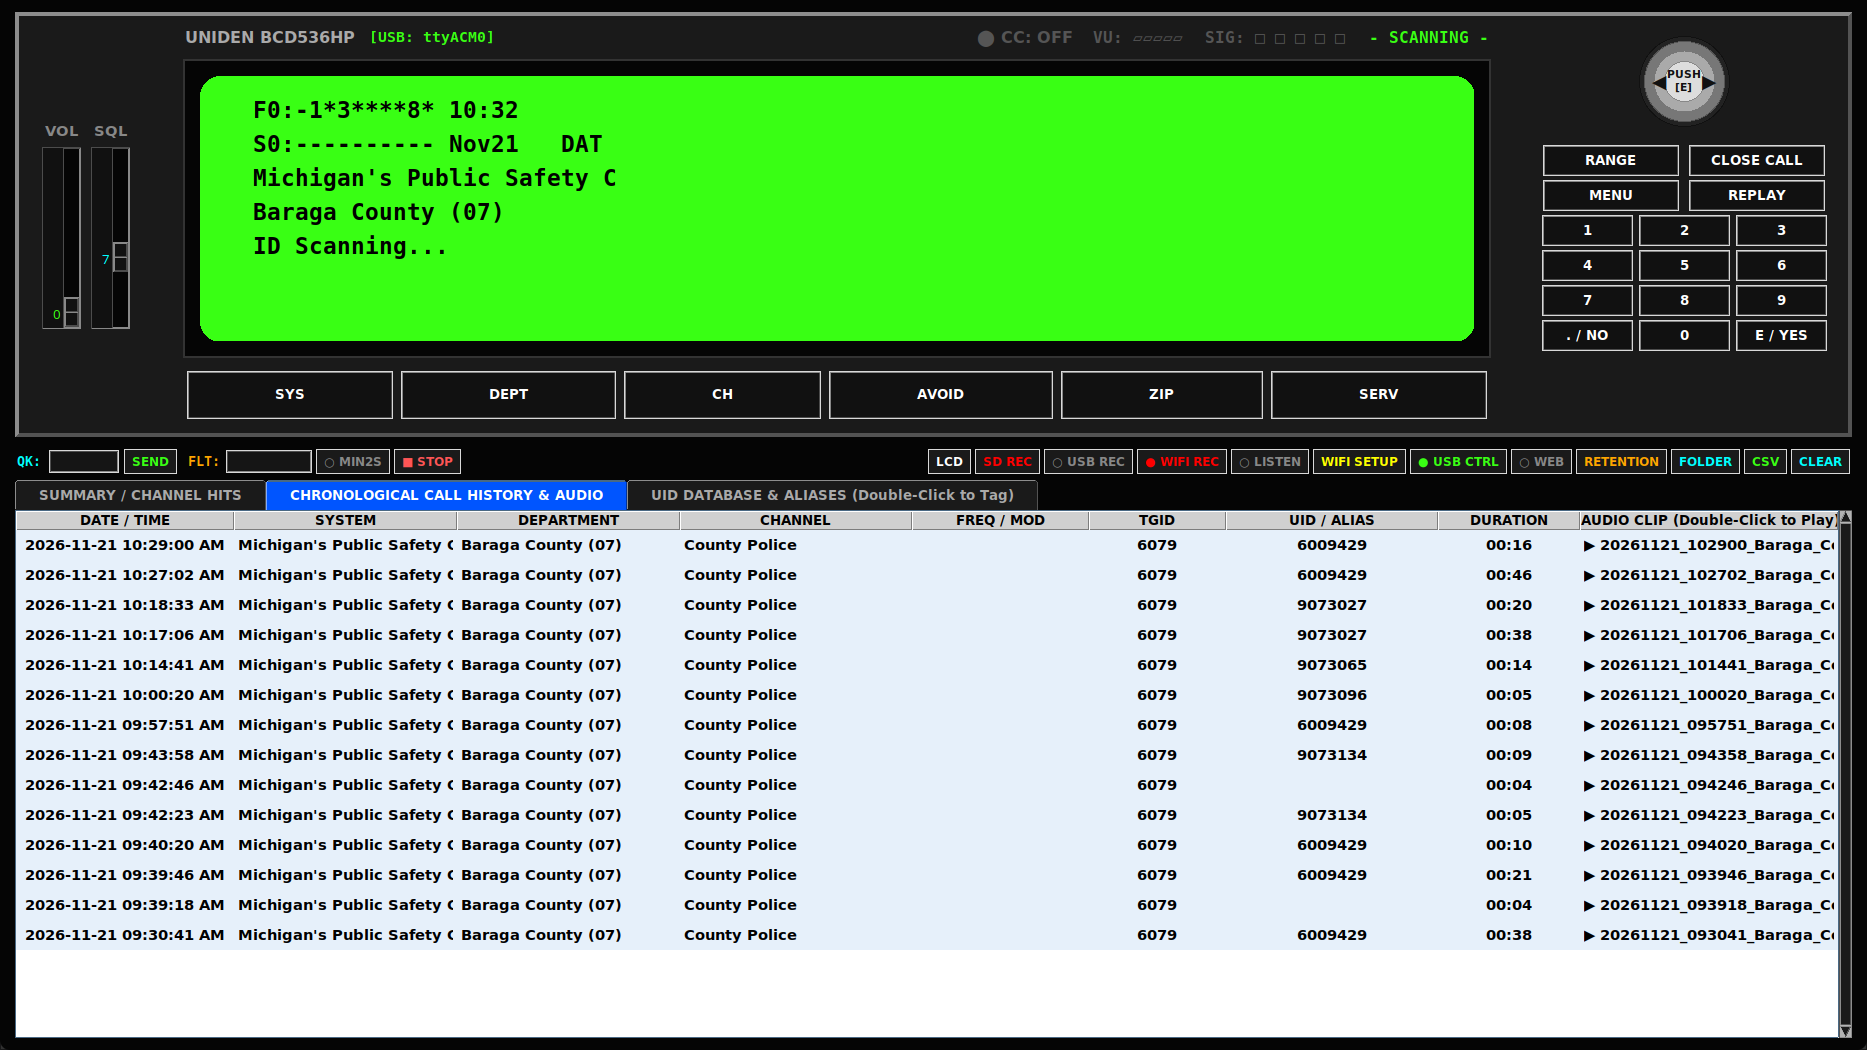 UNIDEN BCD536HP [USB: ttyACM0] CC: OFF VU: SIG: - SCANNING -
PUSH
[E]
VOL SQL
7
0
F0:-1*3****8* 10:32
S0:---------- Nov21 DAT
Michigan's Public Safety C
Baraga County (07)
ID Scanning...
RANGE CLOSE CALL
MENU REPLAY
1 2 3
4 5 6
7 8 9
. / NO 0 E / YES
SYS DEPT CH AVOID ZIP SERV
QK: SEND FLT: ○ MIN2S ■ STOP LCD SD REC ○ USB REC ● WIFI REC ○ LISTEN WIFI SETUP ● USB CTRL ○ WEB RETENTION FOLDER CSV CLEAR
SUMMARY / CHANNEL HITS CHRONOLOGICAL CALL HISTORY & AUDIO UID DATABASE & ALIASES (Double-Click to Tag)
DATE / TIME SYSTEM DEPARTMENT CHANNEL FREQ / MOD TGID UID / ALIAS DURATION AUDIO CLIP (Double-Click to Play)
2026-11-21 10:29:00 AM Michigan's Public Safety C Baraga County (07) County Police 6079 6009429 00:16 ▶ 20261121_102900_Baraga_Co
2026-11-21 10:27:02 AM Michigan's Public Safety C Baraga County (07) County Police 6079 6009429 00:46 ▶ 20261121_102702_Baraga_Co
2026-11-21 10:18:33 AM Michigan's Public Safety C Baraga County (07) County Police 6079 9073027 00:20 ▶ 20261121_101833_Baraga_Co
2026-11-21 10:17:06 AM Michigan's Public Safety C Baraga County (07) County Police 6079 9073027 00:38 ▶ 20261121_101706_Baraga_Co
2026-11-21 10:14:41 AM Michigan's Public Safety C Baraga County (07) County Police 6079 9073065 00:14 ▶ 20261121_101441_Baraga_Co
2026-11-21 10:00:20 AM Michigan's Public Safety C Baraga County (07) County Police 6079 9073096 00:05 ▶ 20261121_100020_Baraga_Co
2026-11-21 09:57:51 AM Michigan's Public Safety C Baraga County (07) County Police 6079 6009429 00:08 ▶ 20261121_095751_Baraga_Co
2026-11-21 09:43:58 AM Michigan's Public Safety C Baraga County (07) County Police 6079 9073134 00:09 ▶ 20261121_094358_Baraga_Co
2026-11-21 09:42:46 AM Michigan's Public Safety C Baraga County (07) County Police 6079 00:04 ▶ 20261121_094246_Baraga_Co
2026-11-21 09:42:23 AM Michigan's Public Safety C Baraga County (07) County Police 6079 9073134 00:05 ▶ 20261121_094223_Baraga_Co
2026-11-21 09:40:20 AM Michigan's Public Safety C Baraga County (07) County Police 6079 6009429 00:10 ▶ 20261121_094020_Baraga_Co
2026-11-21 09:39:46 AM Michigan's Public Safety C Baraga County (07) County Police 6079 6009429 00:21 ▶ 20261121_093946_Baraga_Co
2026-11-21 09:39:18 AM Michigan's Public Safety C Baraga County (07) County Police 6079 00:04 ▶ 20261121_093918_Baraga_Co
2026-11-21 09:30:41 AM Michigan's Public Safety C Baraga County (07) County Police 6079 6009429 00:38 ▶ 20261121_093041_Baraga_Co